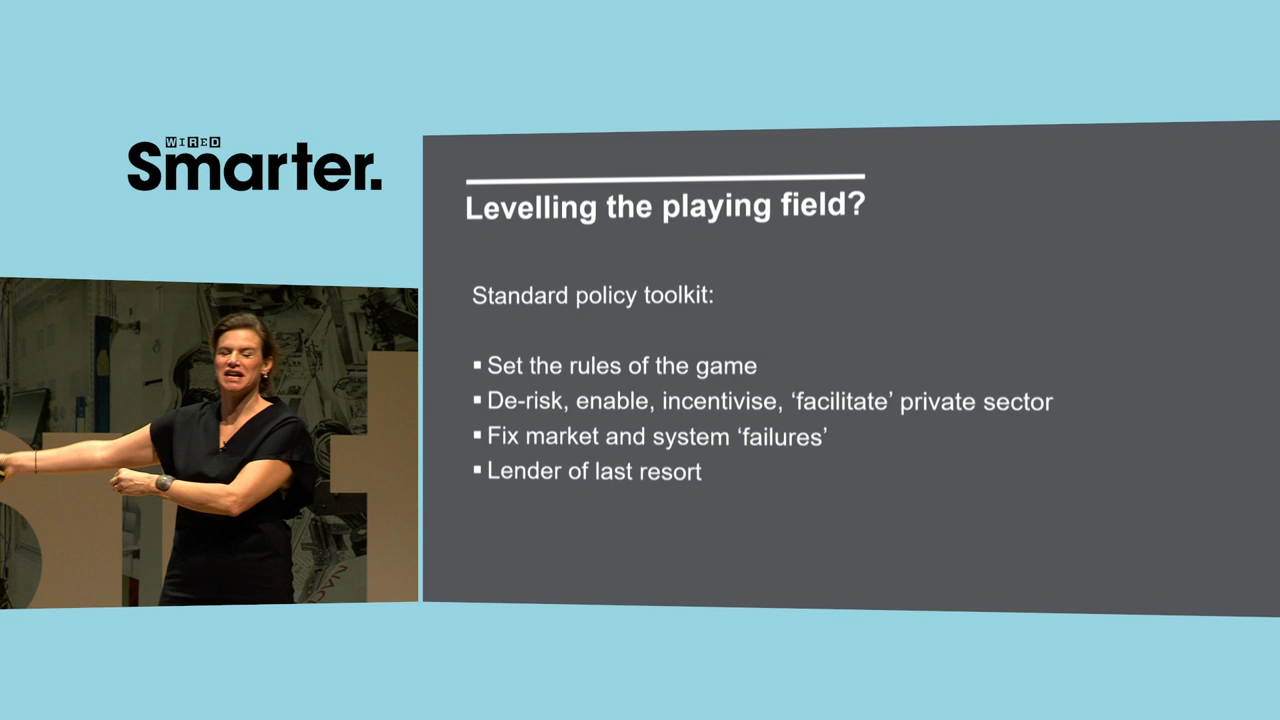 WIRED
Smarter.
Levelling the playing field?
Standard policy toolkit:
▪ Set the rules of the game
▪ De-risk, enable, incentivise, ‘facilitate’ private sector
▪ Fix market and system ‘failures’
▪ Lender of last resort